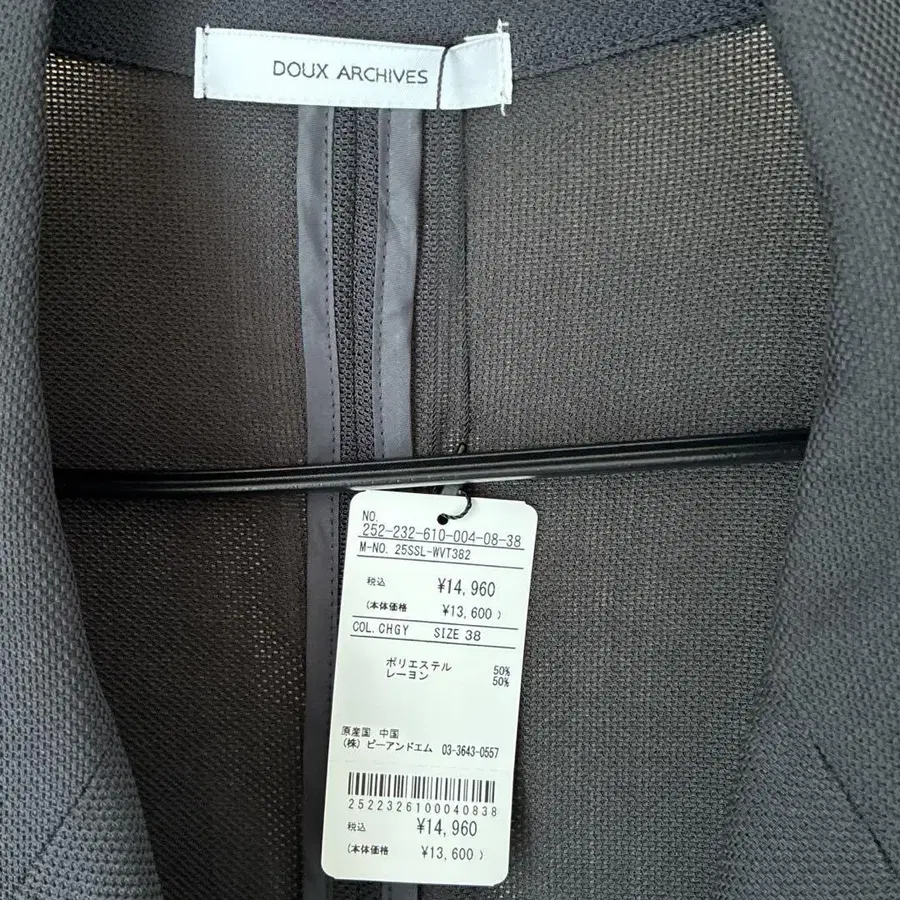 DOUX ARCHIVES
NO.
252-232-610-004-08-38
M-NO. 25SSL-WVT382
税込 ¥14,960
(本体価格 ¥13,600 )
COL.CHGY SIZE 38
ポリエステル 50%
レーヨン 50%
原産国 中国
(株) ピーアンドエム 03-3643-0557
2522326100040838
税込 ¥14,960
(本体価格 ¥13,600 )